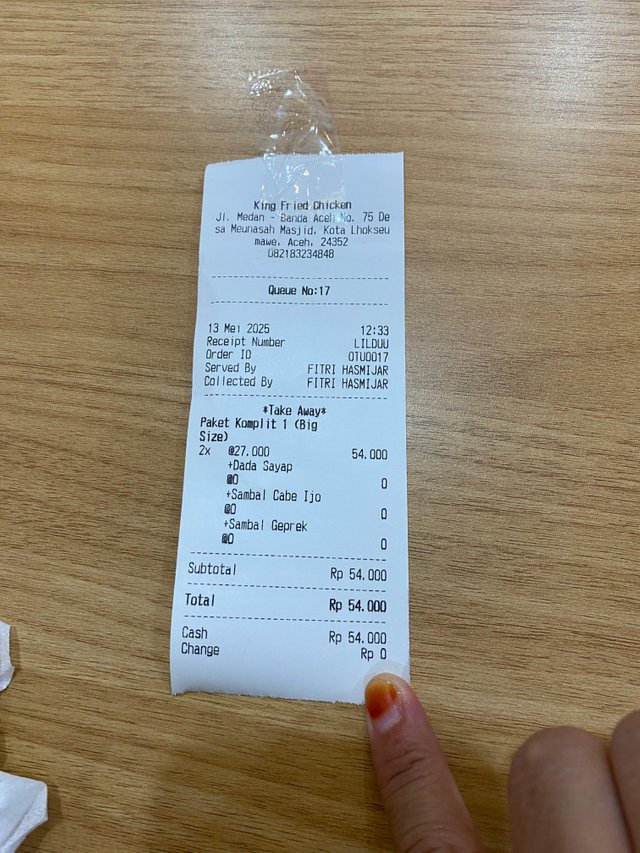 King Fried Chicken
Jl. Medan - Banda Aceh No. 75 De
sa Meunasah Masjid, Kota Lhokseu
mawe, Aceh, 24352
082183234848
Queue No:17
13 Mei 2025 12:33
Receipt Number LILDUU
Order ID OTU0017
Served By FITRI HASMIJAR
Collected By FITRI HASMIJAR
*Take Away*
Paket Komplit 1 (Big
Size)
2x @27.000 54.000
+Dada Sayap
@0 0
+Sambal Cabe Ijo
@0 0
+Sambal Geprek
@0 0
Subtotal Rp 54.000
Total Rp 54.000
Cash Rp 54.000
Change Rp 0